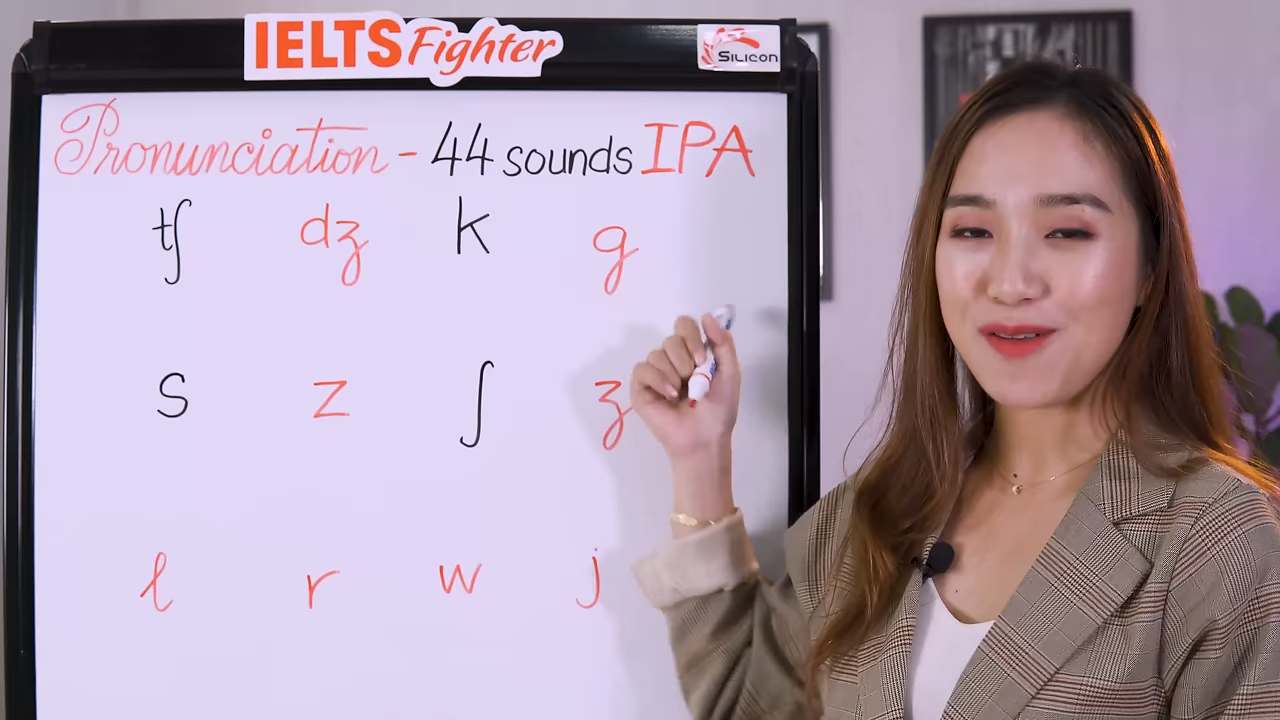 IELTS Fighter
SILICON
Pronunciation - 44 sounds IPA
tʃ dʒ k g
s z ʃ ʒ
l r w j